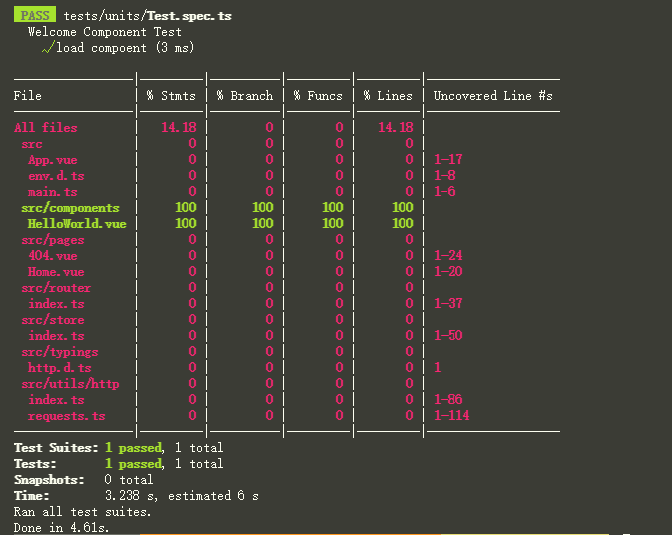 PASS tests/units/Test.spec.ts
Welcome Component Test
√load compoent (3 ms)
File | % Stmts | % Branch | % Funcs | % Lines | Uncovered Line #s
All files | 14.18 | 0 | 0 | 14.18 |
src | 0 | 0 | 0 | 0 |
App.vue | 0 | 0 | 0 | 0 | 1-17
env.d.ts | 0 | 0 | 0 | 0 | 1-8
main.ts | 0 | 0 | 0 | 0 | 1-6
src/components | 100 | 100 | 100 | 100 |
HelloWorld.vue | 100 | 100 | 100 | 100 |
src/pages | 0 | 0 | 0 | 0 |
404.vue | 0 | 0 | 0 | 0 | 1-24
Home.vue | 0 | 0 | 0 | 0 | 1-20
src/router | 0 | 0 | 0 | 0 |
index.ts | 0 | 0 | 0 | 0 | 1-37
src/store | 0 | 0 | 0 | 0 |
index.ts | 0 | 0 | 0 | 0 | 1-50
src/typings | 0 | 0 | 0 | 0 |
http.d.ts | 0 | 0 | 0 | 0 | 1
src/utils/http | 0 | 0 | 0 | 0 |
index.ts | 0 | 0 | 0 | 0 | 1-86
requests.ts | 0 | 0 | 0 | 0 | 1-114
Test Suites: 1 passed, 1 total
Tests: 1 passed, 1 total
Snapshots: 0 total
Time: 3.238 s, estimated 6 s
Ran all test suites.
Done in 4.61s.